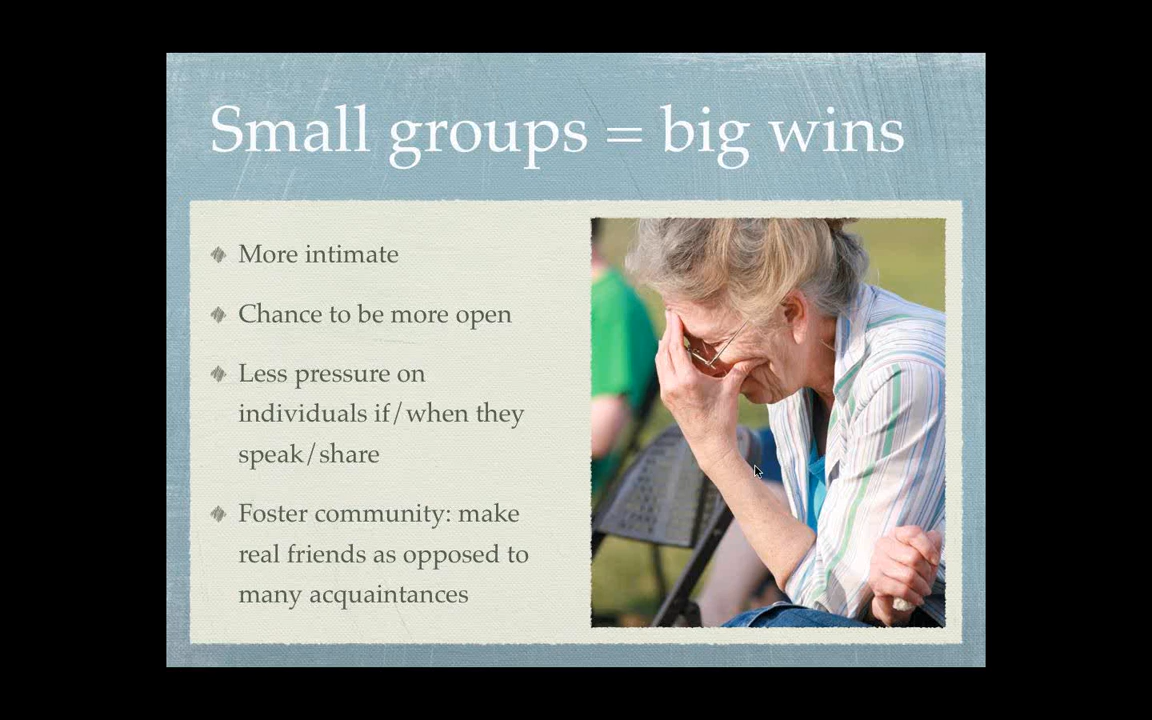 Small groups = big wins
More intimate
Chance to be more open
Less pressure on
individuals if/when they
speak/share
Foster community: make
real friends as opposed to
many acquaintances